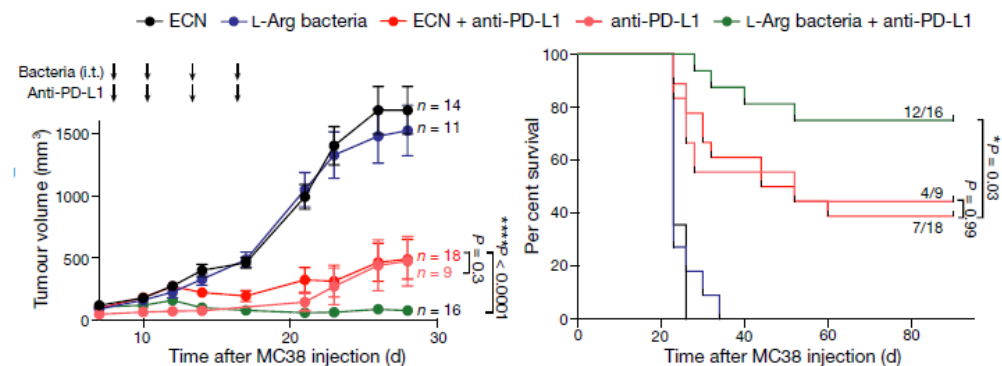 ECN L-Arg bacteria ECN + anti-PD-L1 anti-PD-L1 L-Arg bacteria + anti-PD-L1
Bacteria (i.t.)
Anti-PD-L1
Tumour volume (mm³)
1500
1000
500
0
10 20 30
Time after MC38 injection (d)
n = 14
n = 11
n = 18
n = 9
n = 16
P = 0.3
****P < 0.0001
Per cent survival
100
80
60
40
20
0
0 20 40 60 80
Time after MC38 injection (d)
12/16
4/9
7/18
P = 0.99
*P = 0.03